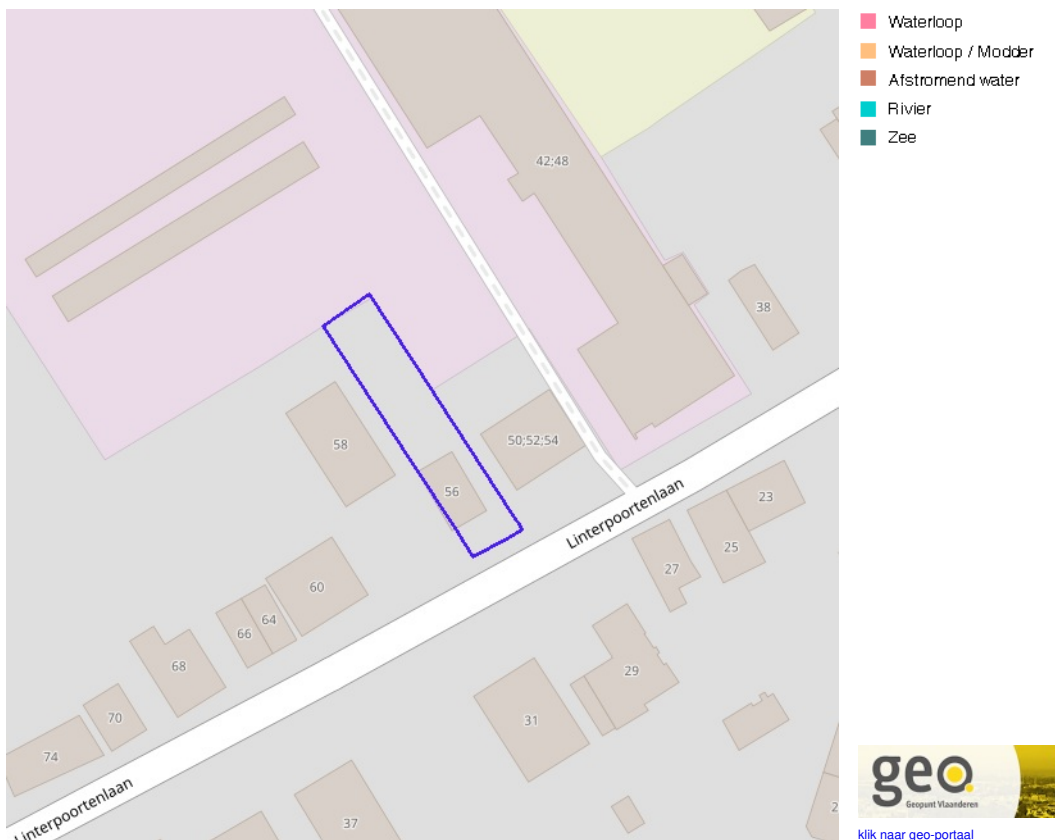 Waterloop
Waterloop / Modder
Afstromend water
Rivier
Zee
42;48
38
58
50;52;54
56
23
Linterpoortenlaan
25
27
60
64
66
68
29
70
31
74
Linterpoortenlaan
37
2
geo.
Geopunt Vlaanderen
klik naar geo-portaal